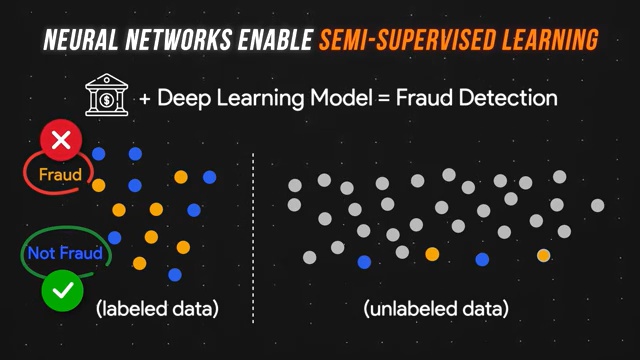 NEURAL NETWORKS ENABLE SEMI-SUPERVISED LEARNING
$ + Deep Learning Model = Fraud Detection
Fraud
Not Fraud
(labeled data)
(unlabeled data)